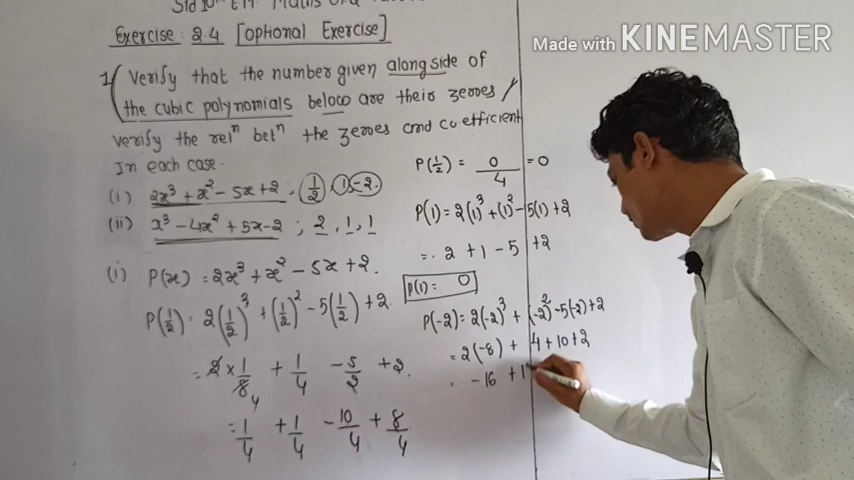 Std 10th EM Maths
Exercise : 2.4 [Optional Exercise]
Made with KINEMASTER
1) Verify that the number given alongside of
the cubic polynomials below are their zeroes /
verify the relⁿ betⁿ the zeroes and coefficient
In each case.
(i) 2x³ + x² - 5x + 2 ; 1/2, 1, -2.
(ii) x³ - 4x² + 5x - 2 ; 2, 1, 1
(i) P(x) = 2x³ + x² - 5x + 2.
P(1/2) = 2(1/2)³ + (1/2)² - 5(1/2) + 2.
= 2 × 1/8 4 + 1/4 - 5/2 + 2.
= 1/4 + 1/4 - 10/4 + 8/4
P(1/2) = 0/4 = 0
P(1) = 2(1)³ + (1)² - 5(1) + 2
= 2 + 1 - 5 + 2
P(1) = 0
P(-2) = 2(-2)³ + (-2)² - 5(-2) + 2
= 2(-8) + 4 + 10 + 2
- 16 +